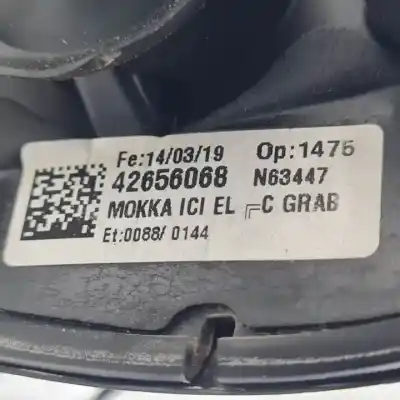 Fe:14/03/19 Op:1475
42656068 N63447
MOKKA ICI EL C GRAB
Et:0088/ 0144